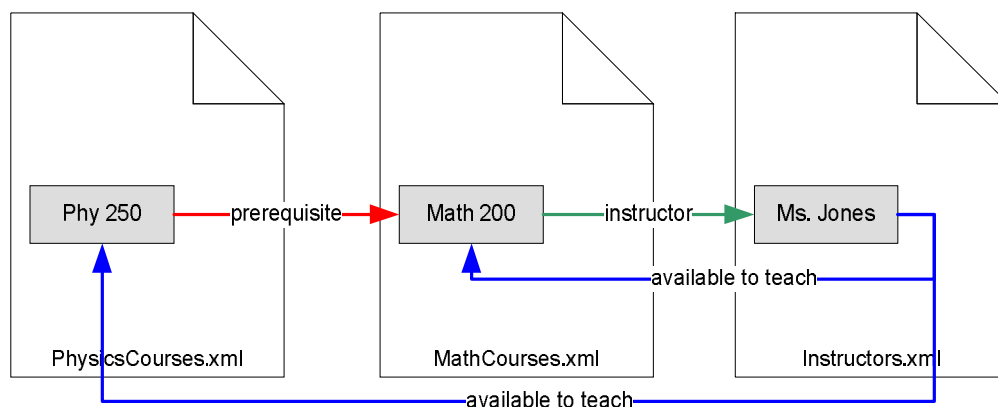 Phy 250
prerequisite
Math 200
instructor
Ms. Jones
available to teach
PhysicsCourses.xml
MathCourses.xml
Instructors.xml
available to teach